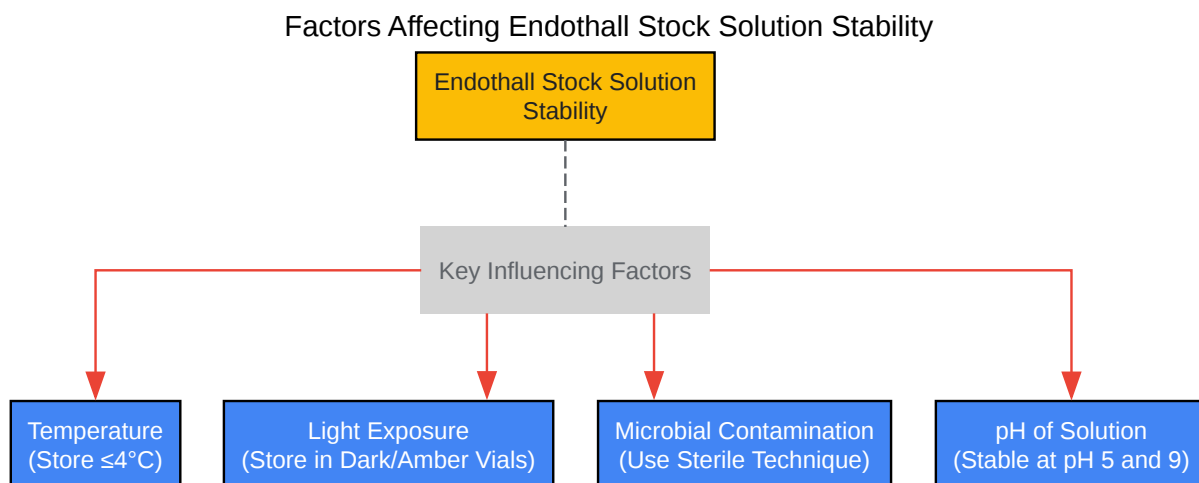 Factors Affecting Endothall Stock Solution Stability
Endothall Stock Solution
Stability
Key Influencing Factors
Temperature
(Store ≤4°C)
Light Exposure
(Store in Dark/Amber Vials)
Microbial Contamination
(Use Sterile Technique)
pH of Solution
(Stable at pH 5 and 9)